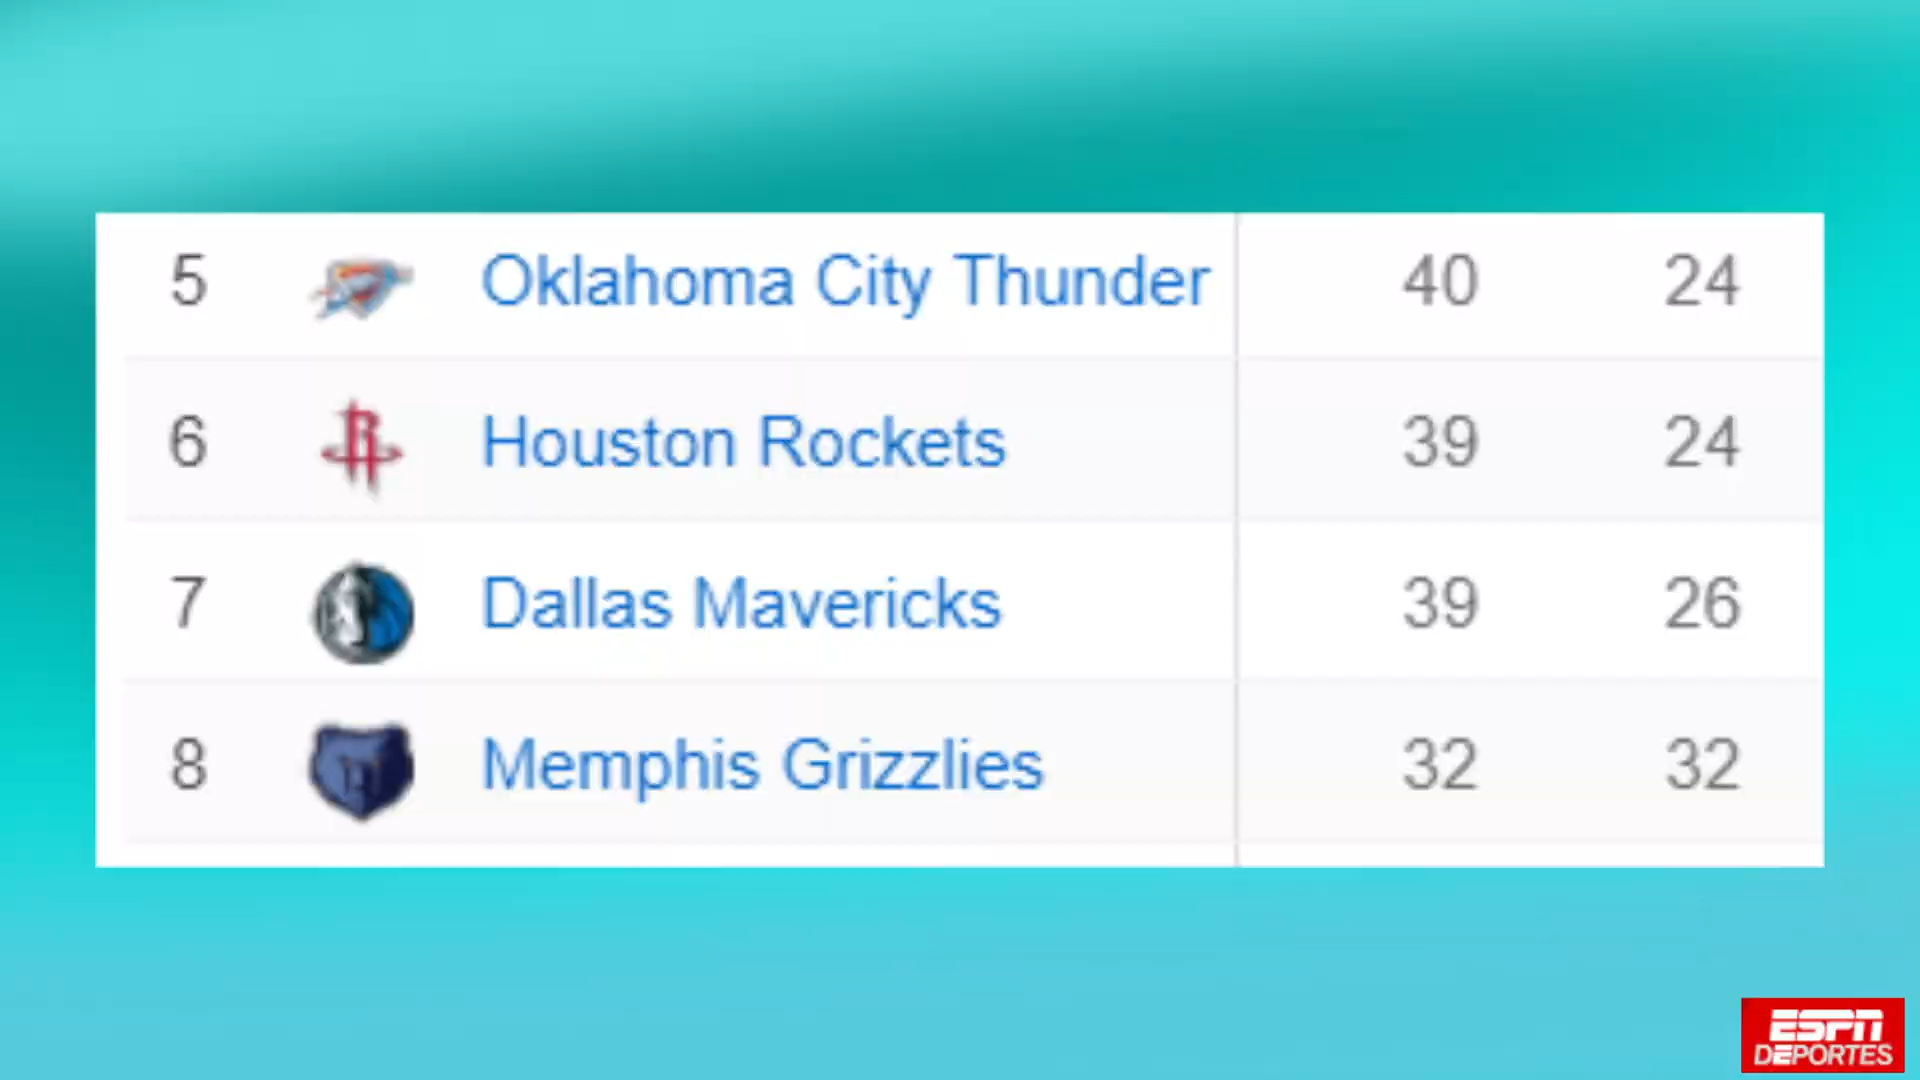 5 Oklahoma City Thunder 40 24
6 Houston Rockets 39 24
7 Dallas Mavericks 39 26
8 Memphis Grizzlies 32 32
ESPN
DEPORTES